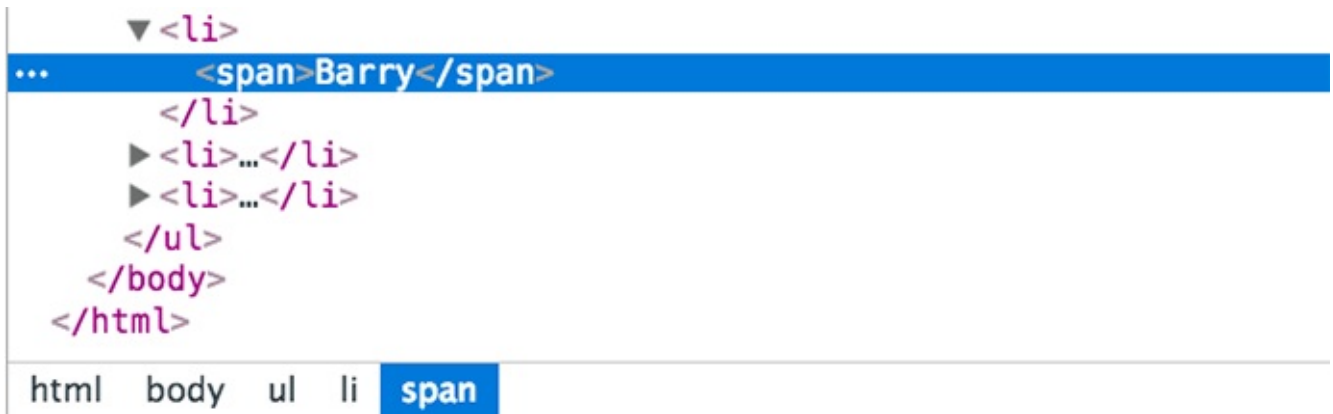 ▼<li>
… <span>Barry</span>
</li>
▶<li>…</li>
▶<li>…</li>
</ul>
</body>
</html>
html body ul li span